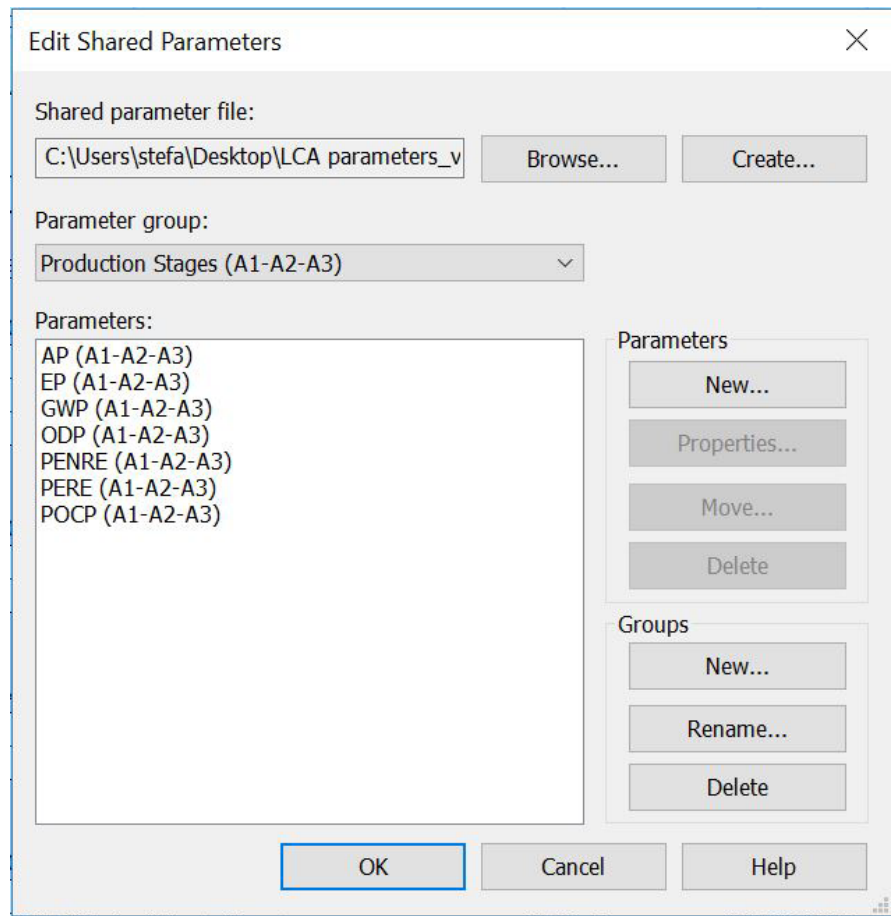 Edit Shared Parameters
Shared parameter file:
C:\Users\stefa\Desktop\LCA parameters_v
Browse...
Create...
Parameter group:
Production Stages (A1-A2-A3)
Parameters:
AP (A1-A2-A3)
EP (A1-A2-A3)
GWP (A1-A2-A3)
ODP (A1-A2-A3)
PENRE (A1-A2-A3)
PERE (A1-A2-A3)
POCP (A1-A2-A3)
Parameters
New...
Properties...
Move...
Delete
Groups
New...
Rename...
Delete
OK
Cancel
Help